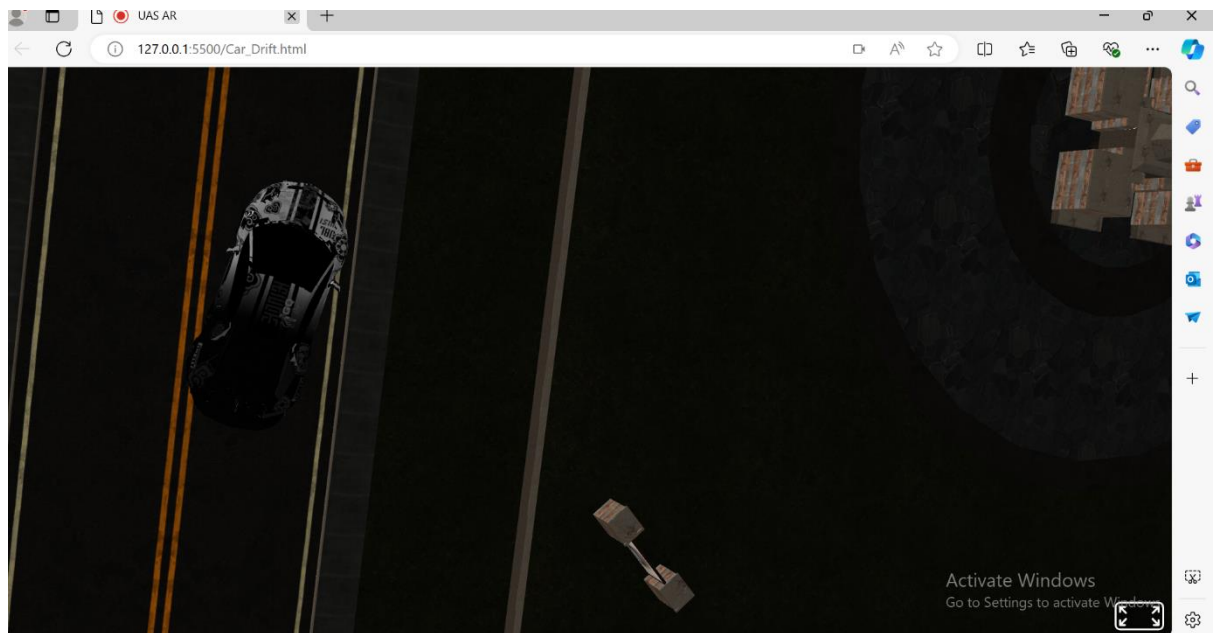 UAS AR
127.0.0.1:5500/Car_Drift.html
Activate Windows
Go to Settings to activate Windows.